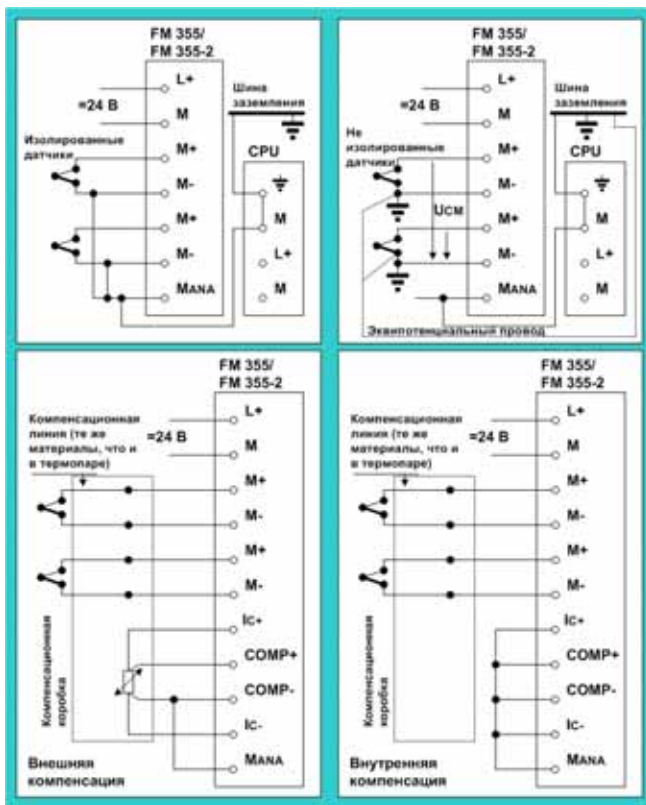 FM 355/
FM 355-2
L+
Шина
заземления
=24 В
M
Изолированные
датчики
M+
CPU
M-
M+
M
M-
L+
MANA
M
FM 355/
FM 355-2
L+
Шина
заземления
=24 В
M
Не
изолированные
датчики
M+
CPU
M-
UCM
M+
M
M-
L+
MANA
M
Эквипотенциальный провод
FM 355/
FM 355-2
Компенсационная
линия (те же
материалы, что и
в термопаре)
L+
=24 В
M
M+
M-
M+
M-
IC+
COMP+
COMP-
IC-
MANA
Компенсационная
коробка
Внешняя
компенсация
FM 355/
FM 355-2
Компенсационная
линия (те же
материалы, что и
в термопаре)
L+
=24 В
M
M+
M-
M+
M-
IC+
COMP+
COMP-
IC-
MANA
Компенсационная
коробка
Внутренняя
компенсация